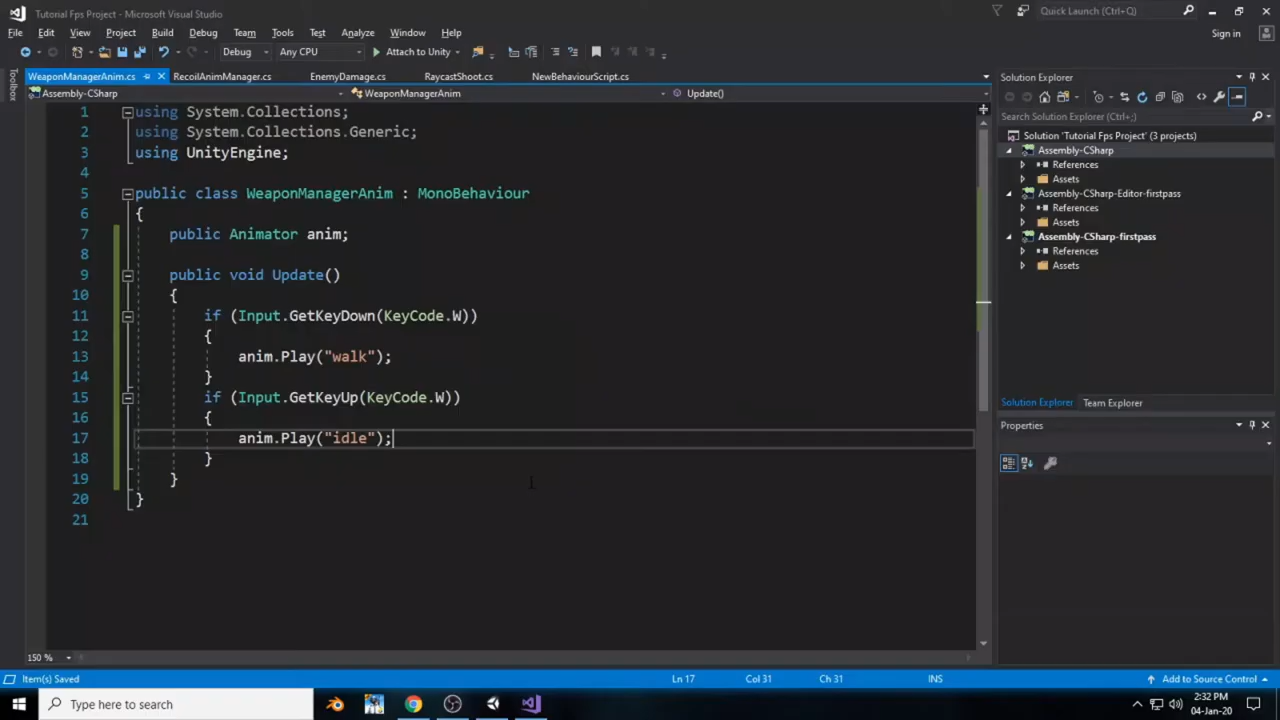 Tutorial Fps Project - Microsoft Visual Studio
Quick Launch (Ctrl+Q)
File Edit View Project Build Debug Team Tools Test Analyze Window Help
Sign in
Debug Any CPU Attach to Unity
Toolbox
WeaponManagerAnim.cs RecoilAnimManager.cs EnemyDamage.cs RaycastShoot.cs NewBehaviourScript.cs
Assembly-CSharp WeaponManagerAnim Update()
1 using System.Collections;
2 using System.Collections.Generic;
3 using UnityEngine;
4
5 public class WeaponManagerAnim : MonoBehaviour
6 {
7 public Animator anim;
8
9 public void Update()
10 {
11 if (Input.GetKeyDown(KeyCode.W))
12 {
13 anim.Play("walk");
14 }
15 if (Input.GetKeyUp(KeyCode.W))
16 {
17 anim.Play("idle");
18 }
19 }
20 }
21
150 %
Solution Explorer
Search Solution Explorer (Ctrl+;)
Solution 'Tutorial Fps Project' (3 projects)
Assembly-CSharp
References
Assets
Assembly-CSharp-Editor-firstpass
References
Assets
Assembly-CSharp-firstpass
References
Assets
Solution Explorer Team Explorer
Properties
Item(s) Saved Ln 17 Col 31 Ch 31 INS Add to Source Control
Type here to search
2:32 PM
04-Jan-20